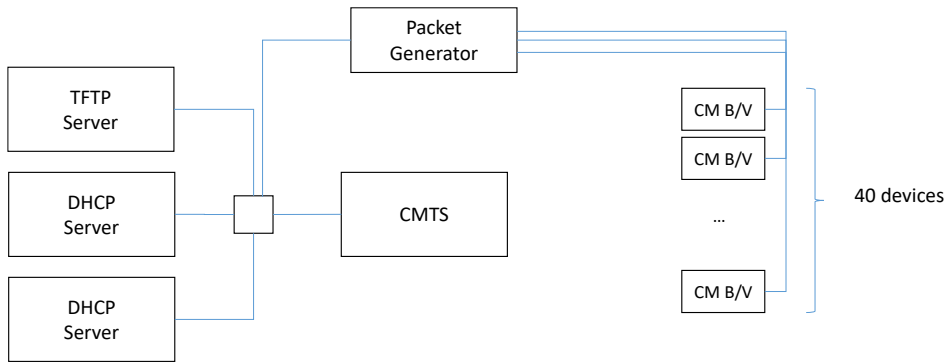 Packet
Generator
TFTP
Server
CM B/V
CM B/V
DHCP
Server
CMTS
...
40 devices
DHCP
Server
CM B/V